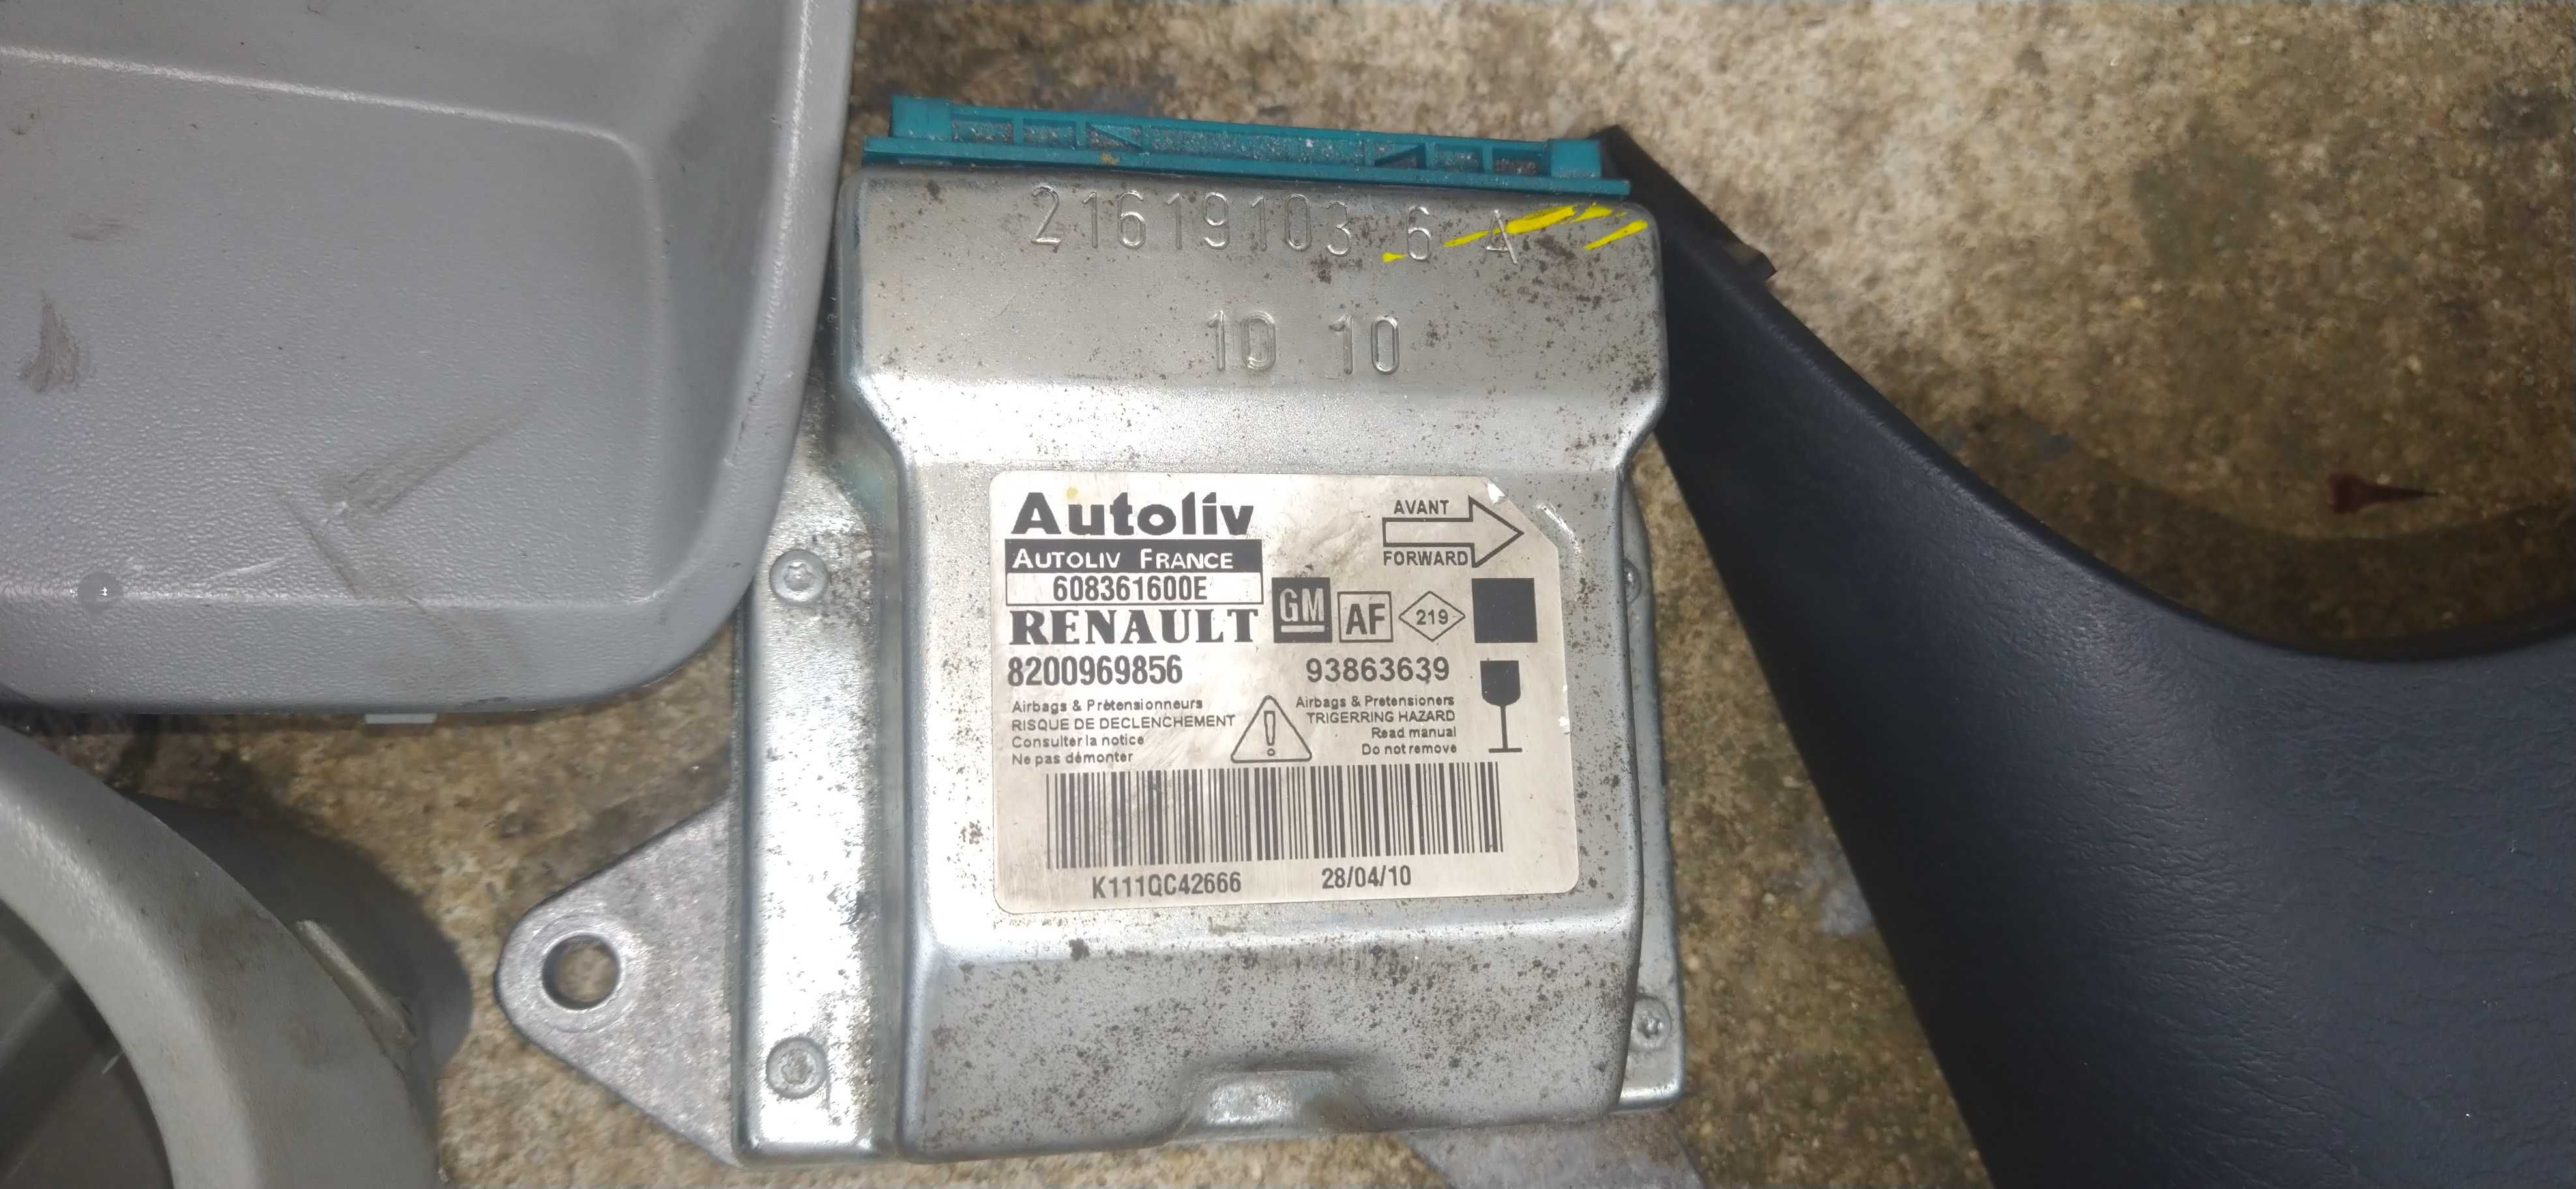 21619103 6 A
10 10
Autoliv
AUTOLIV FRANCE
608361600E
RENAULT
8200969856
AVANT
FORWARD
GM
AF
219
93863639
Airbags & Prètensionneurs
RISQUE DE DECLENCHEMENT
Consulter la notice
Ne pas démonter
Airbags & Pretensioners
TRIGERRING HAZARD
Read manual
Do not remove
K111QC42666 28/04/10